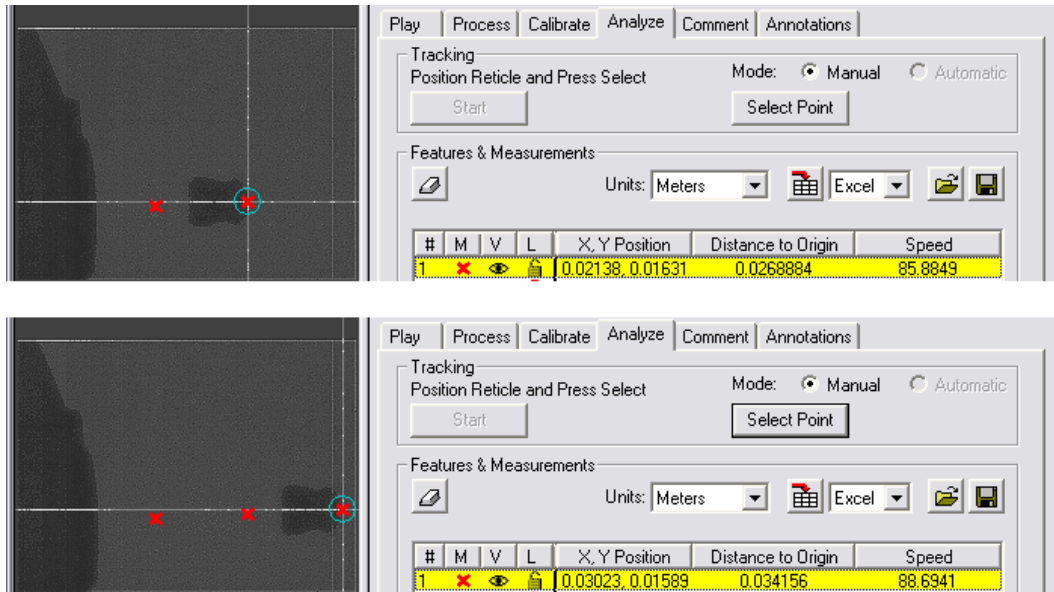 Play Process Calibrate Analyze Comment Annotations
Tracking
Position Reticle and Press Select Mode: Manual Automatic
Start Select Point
Features & Measurements
Units: Meters Excel
# M V L X, Y Position Distance to Origin Speed
1 0.02138, 0.01631 0.0268884 85.8849
Play Process Calibrate Analyze Comment Annotations
Tracking
Position Reticle and Press Select Mode: Manual Automatic
Start Select Point
Features & Measurements
Units: Meters Excel
# M V L X, Y Position Distance to Origin Speed
1 0.03023, 0.01589 0.034156 88.6941